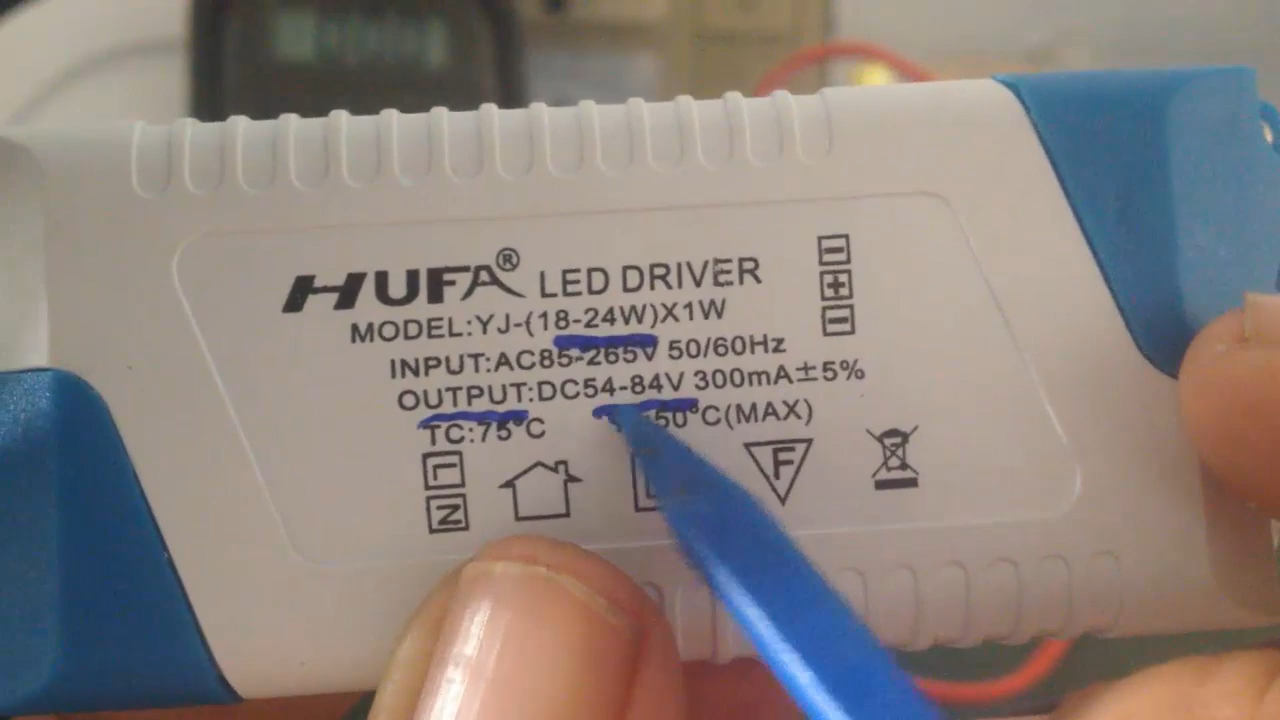 HUFA® LED DRIVER
MODEL:YJ-(18-24W)X1W
INPUT:AC85-265V 50/60Hz
OUTPUT:DC54-84V 300mA±5%
TC:75°C 50°C(MAX)
L
N
F